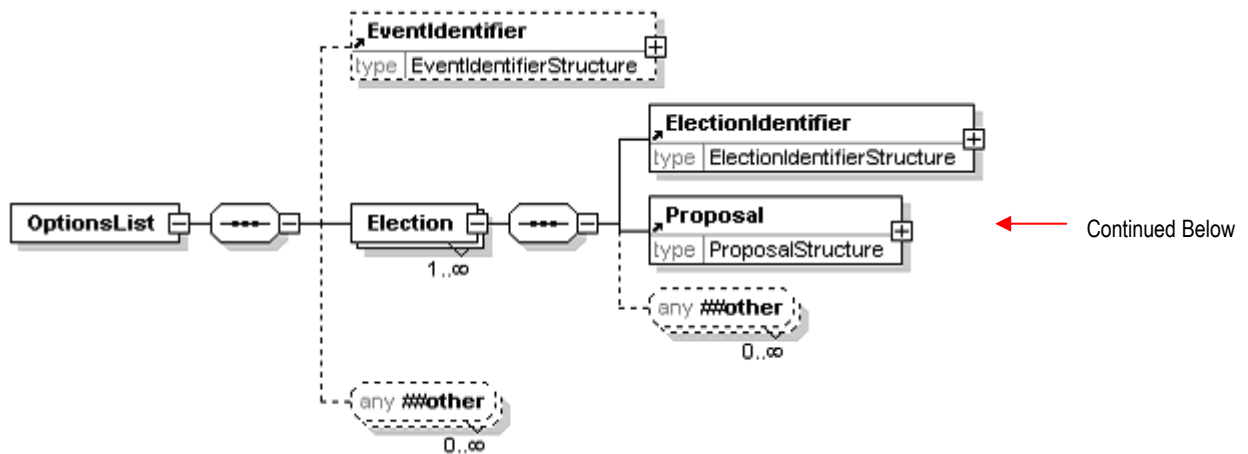 EventIdentifier
type EventIdentifierStructure
ElectionIdentifier
type ElectionIdentifierStructure
OptionsList
Election
1..∞
Proposal
type ProposalStructure
Continued Below
any ##other
0..∞
any ##other
0..∞